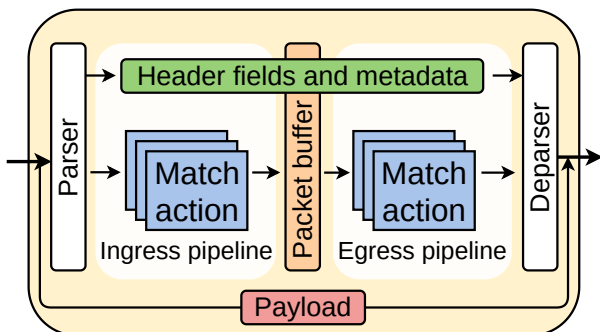 Parser
Header fields and metadata
Match
action
Ingress pipeline
Packet buffer
Match
action
Egress pipeline
Deparser
Payload